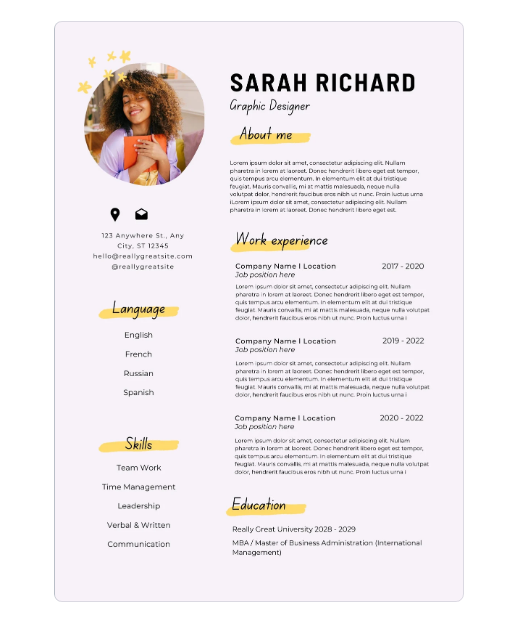 SARAH RICHARD
Graphic Designer
About me
Lorem ipsum dolor sit amet, consectetur adipiscing elit. Nullam
pharetra in lorem at laoreet. Donec hendrerit libero eget est tempor,
quis tempus arcu elementum. In elementum elit at dui tristique
feugiat. Mauris convallis, mi at mattis malesuada, neque nulla
volutpat dolor, hendrerit faucibus eros nibh ut nunc. Proin luctus urna
iLorem ipsum dolor sit amet, consectetur adipiscing elit. Nullam
pharetra in lorem at laoreet. Donec hendrerit libero eget est.
123 Anywhere St., Any
City, ST 12345
hello@reallygreatsite.com
@reallygreatsite
Language
English
French
Russian
Spanish
Skills
Team Work
Time Management
Leadership
Verbal & Written
Communication
Work experience
Company Name I Location 2017 - 2020
Job position here
Lorem ipsum dolor sit amet, consectetur adipiscing elit. Nullam
pharetra in lorem at laoreet. Donec hendrerit libero eget est tempor,
quis tempus arcu elementum. In elementum elit at dui tristique
feugiat. Mauris convallis, mi at mattis malesuada, neque nulla volutpat
dolor, hendrerit faucibus eros nibh ut nunc. Proin luctus urna i
Company Name I Location 2019 - 2022
Job position here
Lorem ipsum dolor sit amet, consectetur adipiscing elit. Nullam
pharetra in lorem at laoreet. Donec hendrerit libero eget est tempor,
quis tempus arcu elementum. In elementum elit at dui tristique
feugiat. Mauris convallis, mi at mattis malesuada, neque nulla volutpat
dolor, hendrerit faucibus eros nibh ut nunc. Proin luctus urna i
Company Name I Location 2020 - 2022
Job position here
Lorem ipsum dolor sit amet, consectetur adipiscing elit. Nullam
pharetra in lorem at laoreet. Donec hendrerit libero eget est tempor,
quis tempus arcu elementum. In elementum elit at dui tristique
feugiat. Mauris convallis, mi at mattis malesuada, neque nulla volutpat
dolor, hendrerit faucibus eros nibh ut nunc. Proin luctus urna i
Education
Really Great University 2028 - 2029
MBA / Master of Business Administration (International
Management)